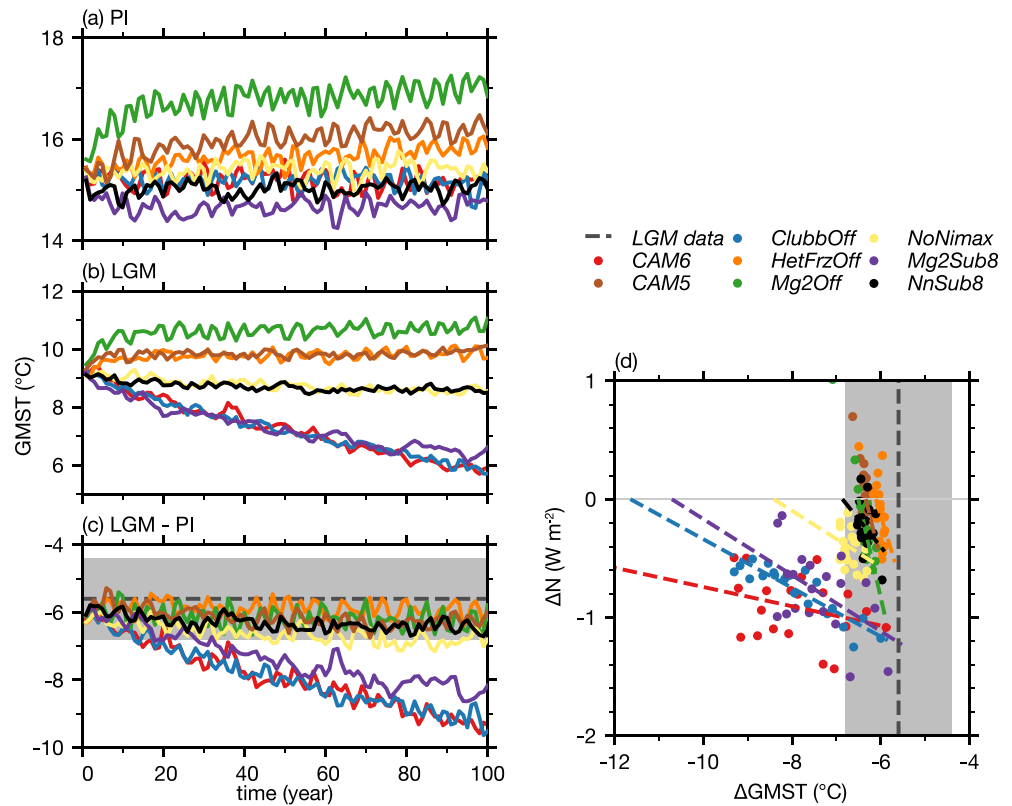 (a) PI
18
16
14
(b) LGM
12
10
8
6
GMST (°C)
(c) LGM - PI
-4
-6
-8
-10
0 20 40 60 80 100
time (year)
LGM data ClubbOff NoNimax
CAM6 HetFrzOff Mg2Sub8
CAM5 Mg2Off NnSub8
(d)
1
0
-1
-2
ΔN (W m⁻²)
-12 -10 -8 -6 -4
ΔGMST (°C)